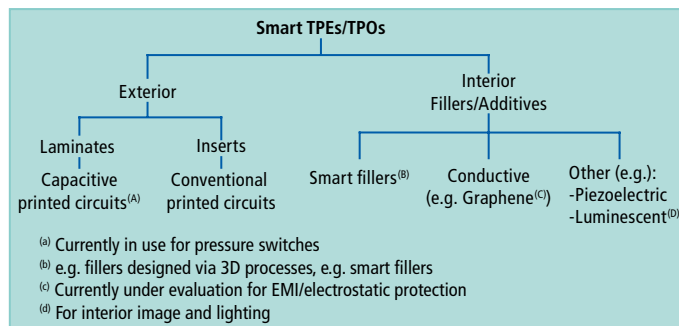 Smart TPEs/TPOs
Exterior
Interior
Fillers/Additives
Laminates
Inserts
Capacitive
printed circuits(A)
Conventional
printed circuits
Smart fillers(B)
Conductive
(e.g. Graphene(C))
Other (e.g.):
-Piezoelectric
-Luminescent(D)
(a) Currently in use for pressure switches
(b) e.g. fillers designed via 3D processes, e.g. smart fillers
(c) Currently under evaluation for EMI/electrostatic protection
(d) For interior image and lighting